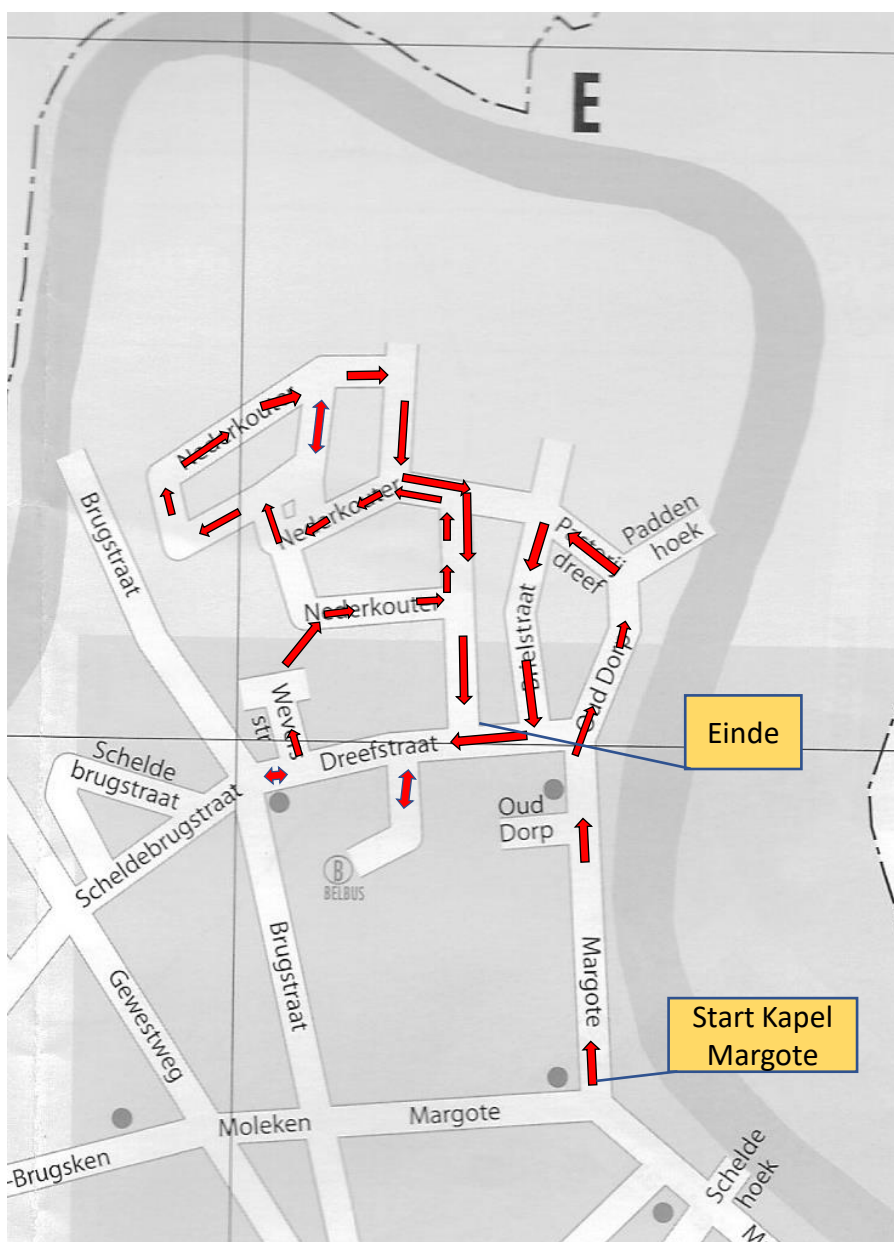 E
Nederkouter
Brugstraat
Nederkouter
Padden
hoek
Pasterij
dreef
Nederkouter
Oud Dorp
Wevers
str
Einde
Dreefstraat
Schelde
brugstraat
Scheldebrugstraat
Oud
Dorp
B
BELBUS
Brugstraat
Margote
Gewestweg
Start Kapel
Margote
Moleken
Margote
-Brugsken
Schelde
hoek